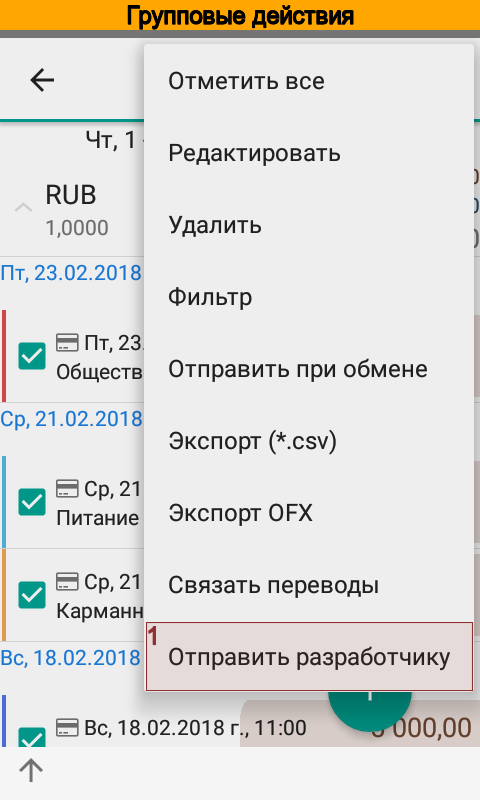 Групповые действия
Отметить все
Чт, 1
Редактировать
RUB
1,0000
Удалить
Пт, 23.02.2018
Фильтр
Пт, 23.
Обществ
Отправить при обмене
Ср, 21.02.2018
Экспорт (*.csv)
Ср, 21
Питание
Экспорт OFX
Ср, 21
Карманн
Связать переводы
1
Вс, 18.02.2018
Отправить разработчику
Вс, 18.02.2018 г., 11:00
000,00